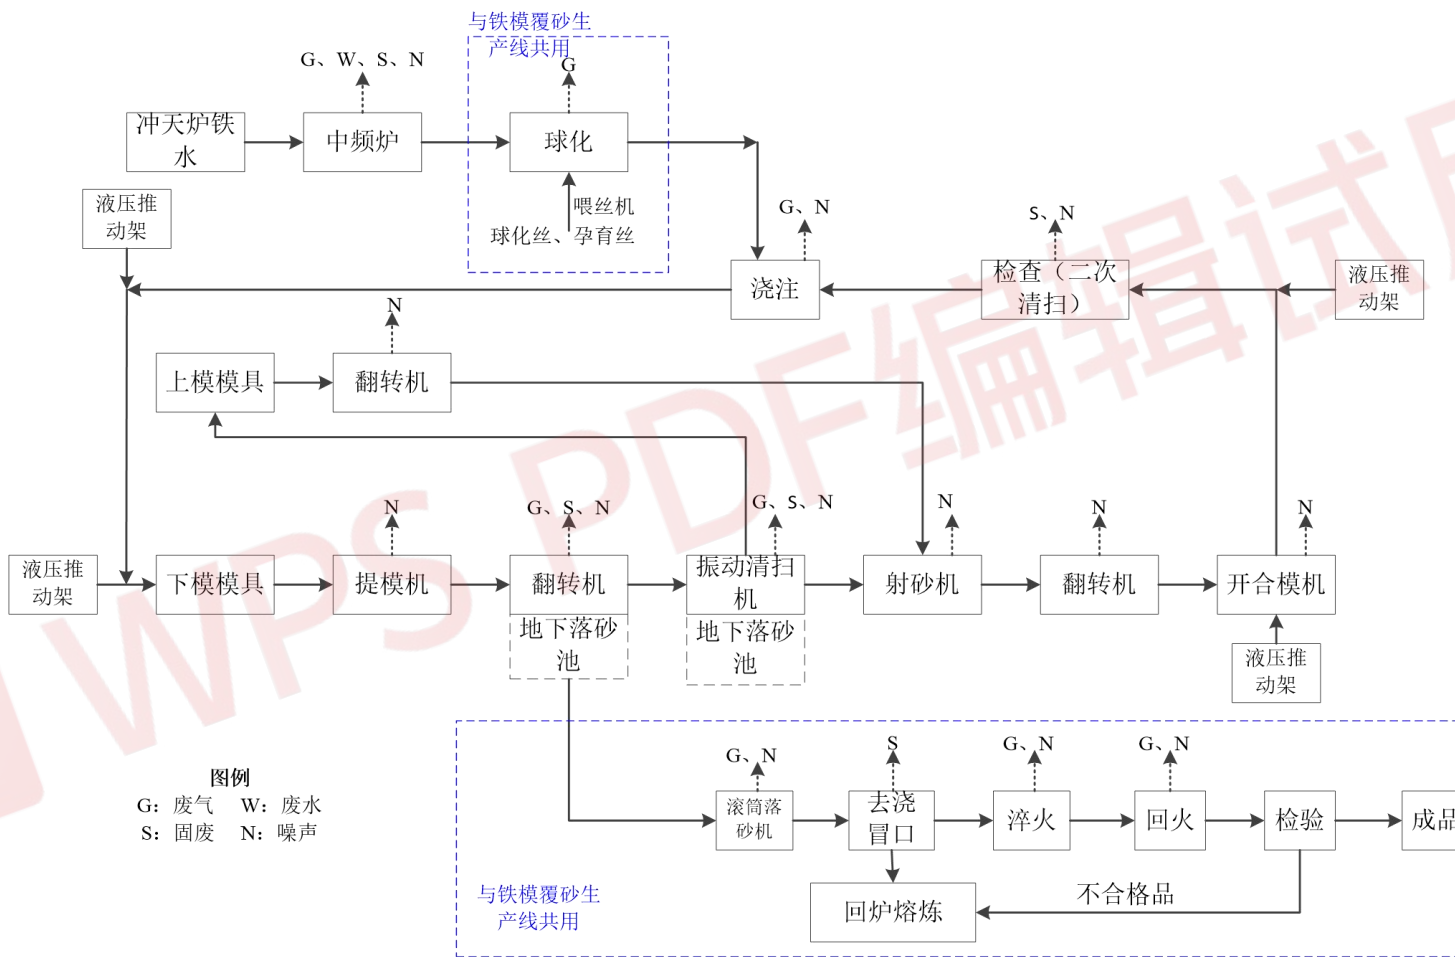 与铁模覆砂生
产线共用
G、W、S、N
G
冲天炉铁
水
中频炉
球化
喂丝机
球化丝、孕育丝
液压推
动架
G、N
浇注
S、N
检查（二次
清扫）
液压推
动架
N
上模模具
翻转机
液压推
动架
下模模具
N
提模机
G、S、N
翻转机
地下落砂
池
G、S、N
振动清扫
机
地下落砂
池
N
射砂机
N
翻转机
N
开合模机
液压推
动架
G、N
滚筒落
砂机
S
去浇
冒口
G、N
淬火
G、N
回火
检验
成品
回炉熔炼
不合格品
与铁模覆砂生
产线共用
图例
G：废气 W：废水
S：固废 N：噪声
WPS PDF编辑试用